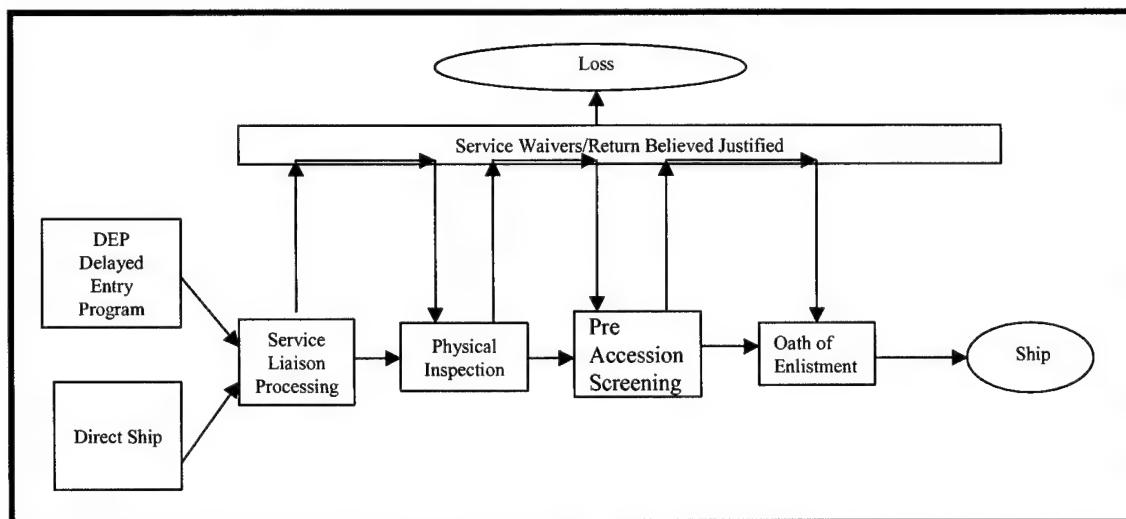 Loss
Service Waivers/Return Believed Justified
DEP
Delayed
Entry
Program
Direct Ship
Service
Liaison
Processing
Physical
Inspection
Pre
Accession
Screening
Oath of
Enlistment
Ship